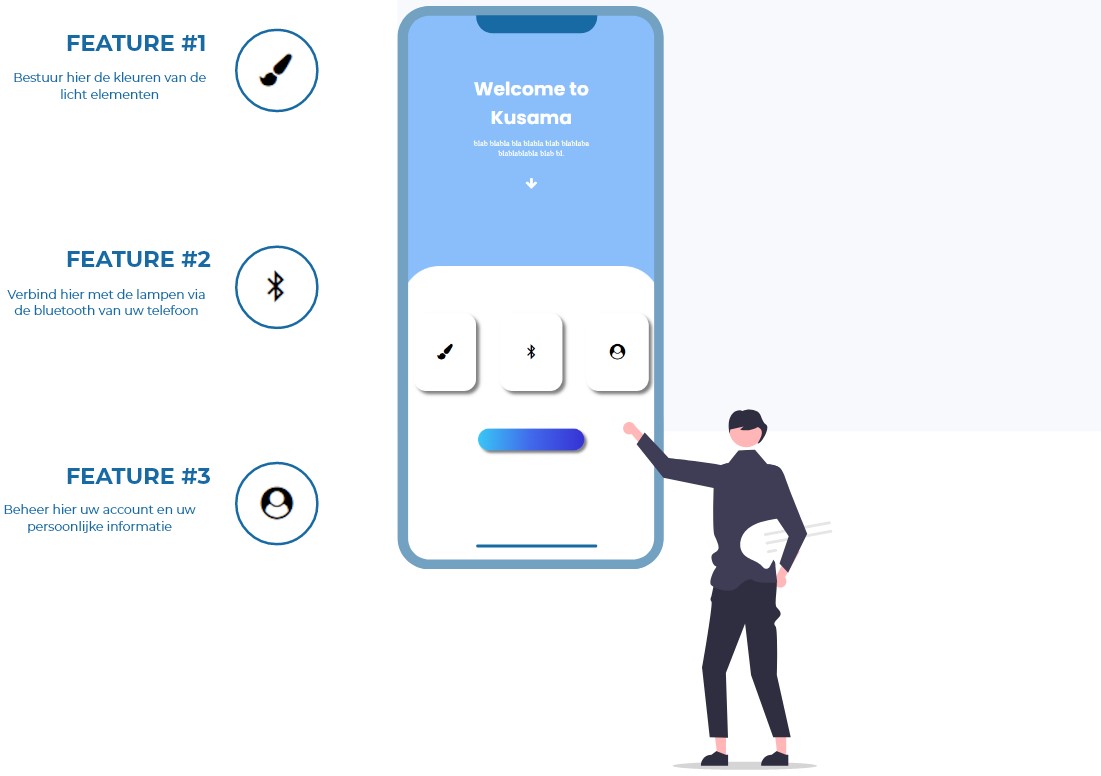 FEATURE #1
Bestuur hier de kleuren van de
licht elementen
FEATURE #2
Verbind hier met de lampen via
de bluetooth van uw telefoon
FEATURE #3
Beheer hier uw account en uw
persoonlijke informatie
Welcome to
Kusama
blah blabla bla blabla blah blablaba
blablablabla blab bl.